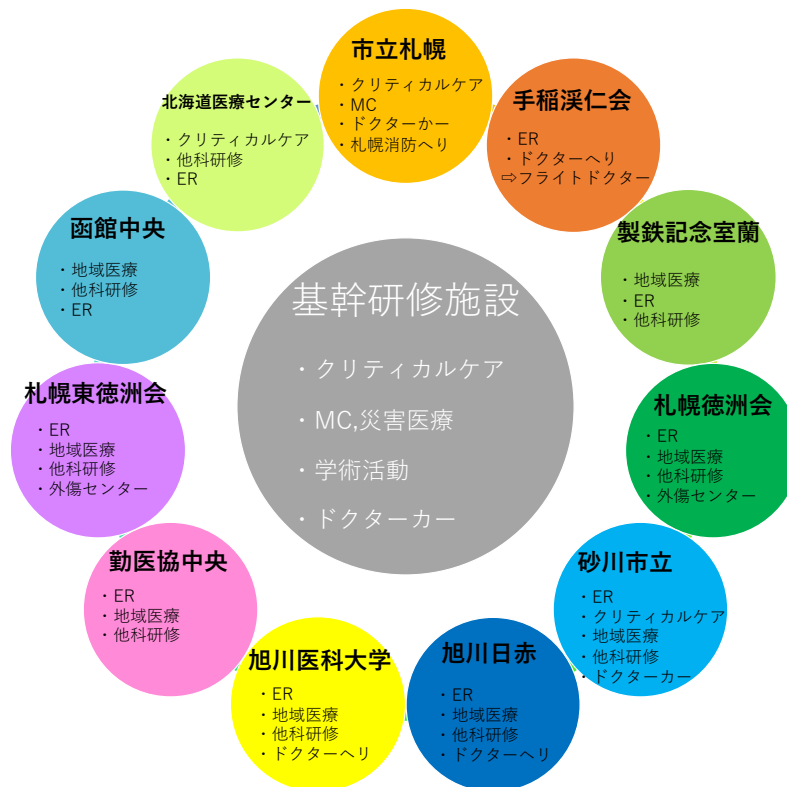 市立札幌
・クリティカルケア
・MC
・ドクターかー
・札幌消防へり
手稲渓仁会
・ER
・ドクターへり
⇨フライトドクター
製鉄記念室蘭
・地域医療
・ER
・他科研修
札幌徳洲会
・ER
・地域医療
・他科研修
・外傷センター
砂川市立
・ER
・クリティカルケア
・地域医療
・他科研修
・ドクターカー
旭川日赤
・ER
・地域医療
・他科研修
・ドクターヘリ
旭川医科大学
・ER
・地域医療
・他科研修
・ドクターヘリ
勤医協中央
・ER
・地域医療
・他科研修
札幌東徳洲会
・ER
・地域医療
・他科研修
・外傷センター
函館中央
・地域医療
・他科研修
・ER
北海道医療センター
・クリティカルケア
・他科研修
・ER
基幹研修施設
・クリティカルケア
・MC,災害医療
・学術活動
・ドクターカー